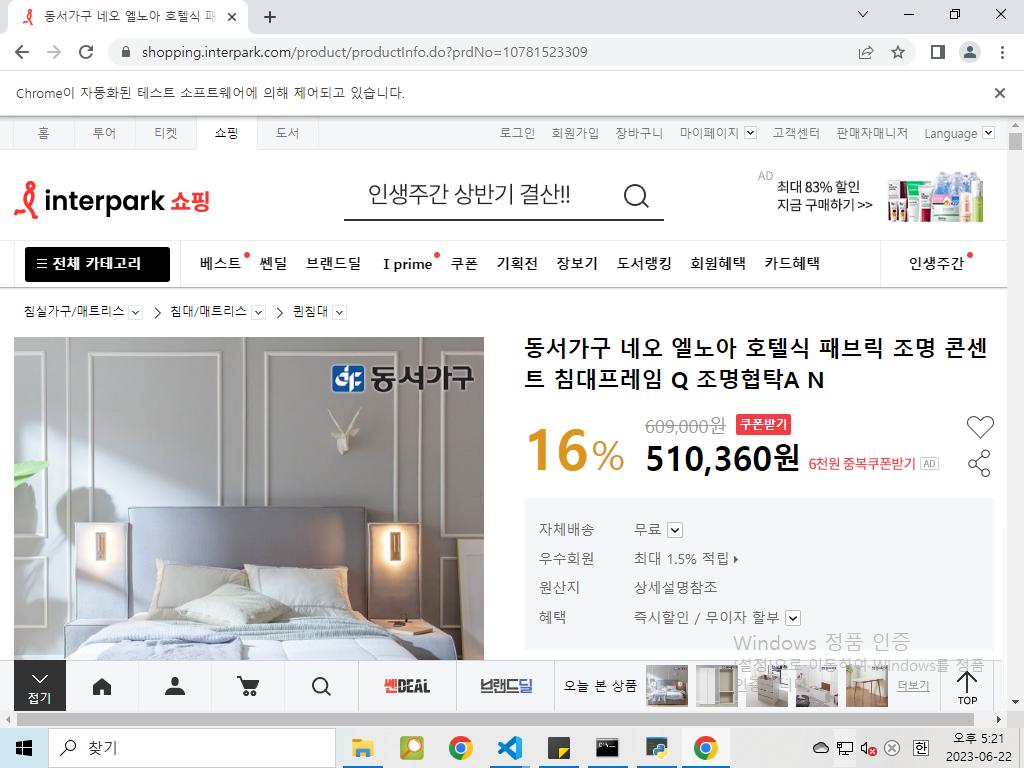 동서가구 네오 엘노아 호텔식 패
shopping.interpark.com/product/productInfo.do?prdNo=10781523309
Chrome이 자동화된 테스트 소프트웨어에 의해 제어되고 있습니다.
홈 투어 티켓 쇼핑 도서 로그인 회원가입 장바구니 마이페이지 고객센터 판매자매니저 Language
interpark 쇼핑
인생주간 상반기 결산!!
AD
최대 83% 할인
지금 구매하기 >>
전체 카테고리 베스트 쎈딜 브랜드딜 I prime 쿠폰 기획전 장보기 도서랭킹 회원혜택 카드혜택 인생주간
침실가구/매트리스 침대/매트리스 퀸침대
동서가구
동서가구 네오 엘노아 호텔식 패브릭 조명 콘센
트 침대프레임 Q 조명협탁A N
16%
609,000원 쿠폰받기
510,360원 6천원 중복쿠폰받기 AD
자체배송 무료
우수회원 최대 1.5% 적립
원산지 상세설명참조
혜택 즉시할인 / 무이자 할부
Windows 정품 인증
[설정]으로 이동하여 Windows를 정품
접기
쎈DEAL
브랜드딜
오늘 본 상품
더보기
TOP
찾기
한
오후 5:21
2023-06-22